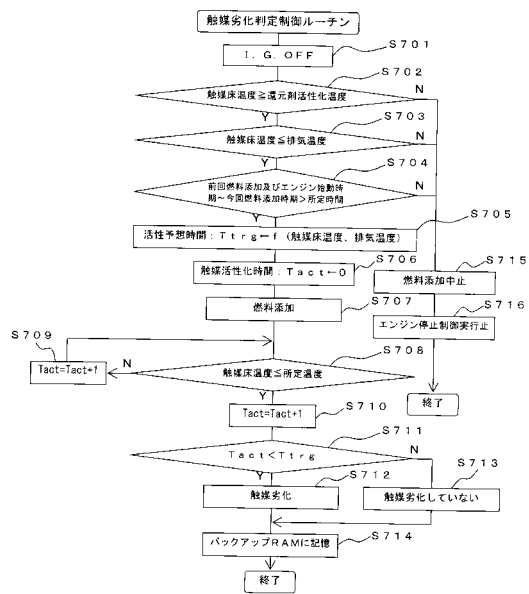 触媒劣化判定制御ルーチン
S701
I．G．OFF
S702
触媒床温度≧還元剤活性化温度
N
Y
S703
触媒床温度≦排気温度
N
Y
S704
前回燃料添加及びエンジン始動時
期～今回燃料添加時期＞所定時間
N
Y
S705
活性予想時間：Ttrg←f（触媒床温度、排気温度）
S706
触媒活性化時間：Tact←0
S715
燃料添加中止
S707
燃料添加
S716
エンジン停止制御実行止
S709
Tact=Tact+1
N
S708
触媒床温度≦所定温度
終了
Y
S710
Tact=Tact+1
S711
Tact＜Ttrg
N
Y
S712
触媒劣化
S713
触媒劣化していない
S714
バックアップRAMに記憶
終了